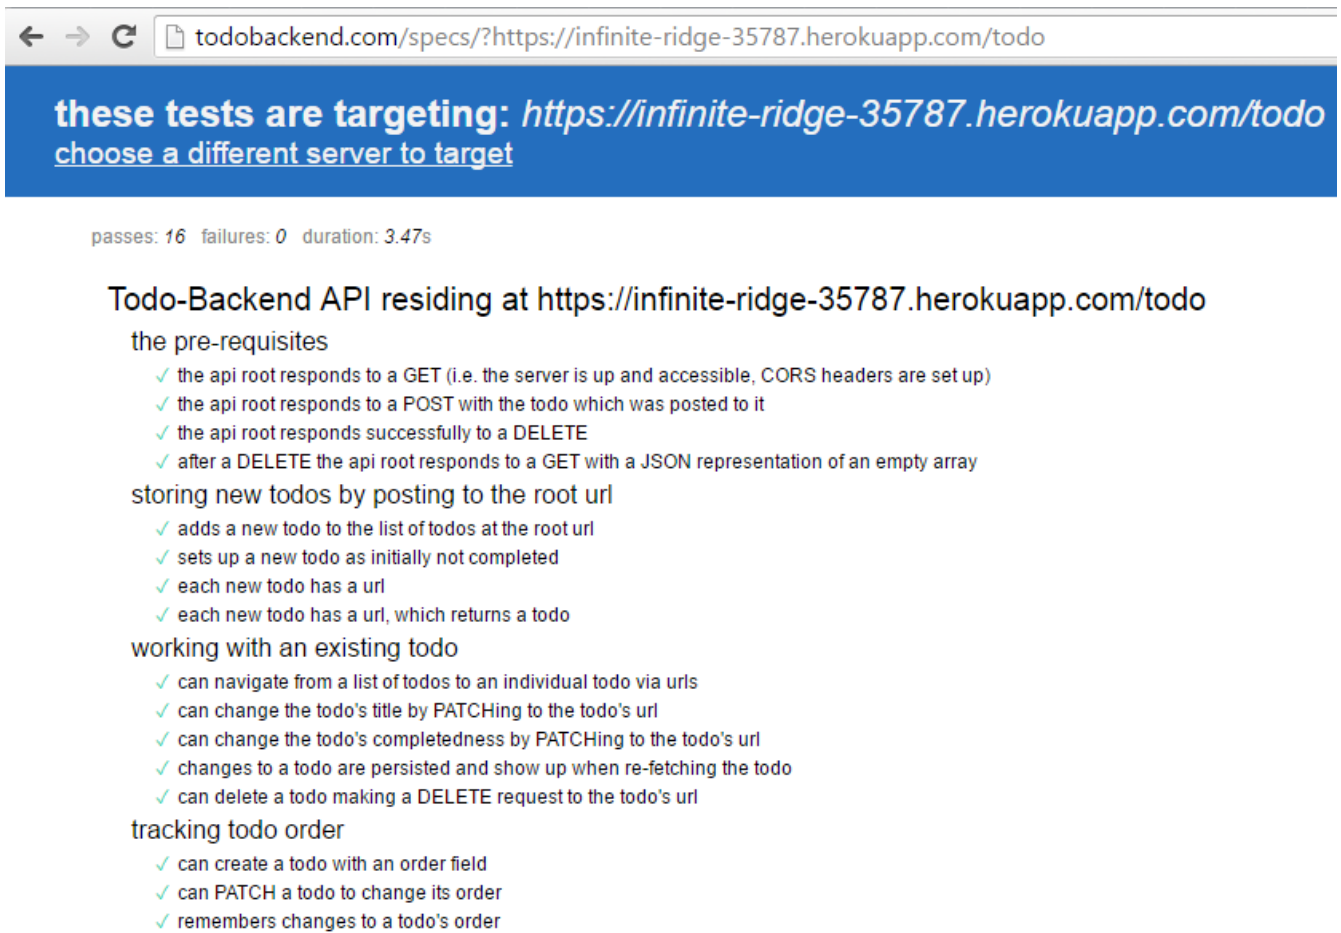 todobackend.com/specs/?https://infinite-ridge-35787.herokuapp.com/todo
these tests are targeting: https://infinite-ridge-35787.herokuapp.com/todo
choose a different server to target
passes: 16 failures: 0 duration: 3.47s
Todo-Backend API residing at https://infinite-ridge-35787.herokuapp.com/todo
the pre-requisites
✓ the api root responds to a GET (i.e. the server is up and accessible, CORS headers are set up)
✓ the api root responds to a POST with the todo which was posted to it
✓ the api root responds successfully to a DELETE
✓ after a DELETE the api root responds to a GET with a JSON representation of an empty array
storing new todos by posting to the root url
✓ adds a new todo to the list of todos at the root url
✓ sets up a new todo as initially not completed
✓ each new todo has a url
✓ each new todo has a url, which returns a todo
working with an existing todo
✓ can navigate from a list of todos to an individual todo via urls
✓ can change the todo's title by PATCHing to the todo's url
✓ can change the todo's completedness by PATCHing to the todo's url
✓ changes to a todo are persisted and show up when re-fetching the todo
✓ can delete a todo making a DELETE request to the todo's url
tracking todo order
✓ can create a todo with an order field
✓ can PATCH a todo to change its order
✓ remembers changes to a todo's order